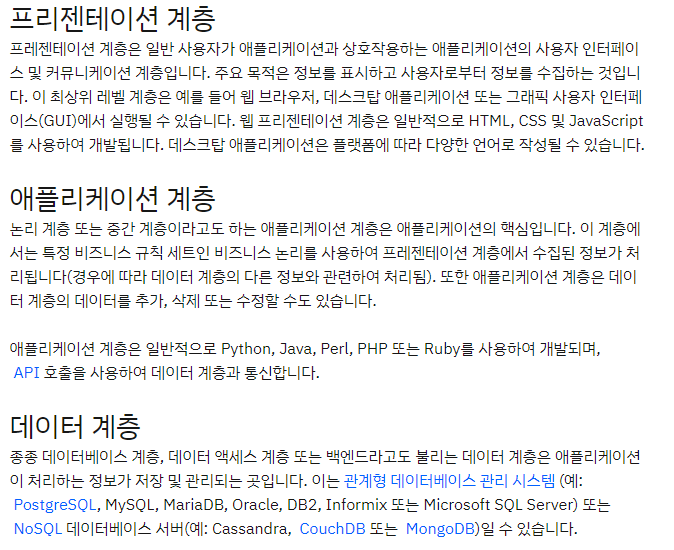 프리젠테이션 계층
프레젠테이션 계층은 일반 사용자가 애플리케이션과 상호작용하는 애플리케이션의 사용자 인터페이
스 및 커뮤니케이션 계층입니다. 주요 목적은 정보를 표시하고 사용자로부터 정보를 수집하는 것입니
다. 이 최상위 레벨 계층은 예를 들어 웹 브라우저, 데스크탑 애플리케이션 또는 그래픽 사용자 인터페
이스(GUI)에서 실행될 수 있습니다. 웹 프리젠테이션 계층은 일반적으로 HTML, CSS 및 JavaScript
를 사용하여 개발됩니다. 데스크탑 애플리케이션은 플랫폼에 따라 다양한 언어로 작성될 수 있습니다.
애플리케이션 계층
논리 계층 또는 중간 계층이라고도 하는 애플리케이션 계층은 애플리케이션의 핵심입니다. 이 계층에
서는 특정 비즈니스 규칙 세트인 비즈니스 논리를 사용하여 프레젠테이션 계층에서 수집된 정보가 처
리됩니다(경우에 따라 데이터 계층의 다른 정보와 관련하여 처리됨). 또한 애플리케이션 계층은 데이
터 계층의 데이터를 추가, 삭제 또는 수정할 수도 있습니다.
애플리케이션 계층은 일반적으로 Python, Java, Perl, PHP 또는 Ruby를 사용하여 개발되며,
API 호출을 사용하여 데이터 계층과 통신합니다.
데이터 계층
종종 데이터베이스 계층, 데이터 액세스 계층 또는 백엔드라고도 불리는 데이터 계층은 애플리케이션
이 처리하는 정보가 저장 및 관리되는 곳입니다. 이는 관계형 데이터베이스 관리 시스템 (예:
PostgreSQL, MySQL, MariaDB, Oracle, DB2, Informix 또는 Microsoft SQL Server) 또는
NoSQL 데이터베이스 서버(예: Cassandra, CouchDB 또는 MongoDB)일 수 있습니다.